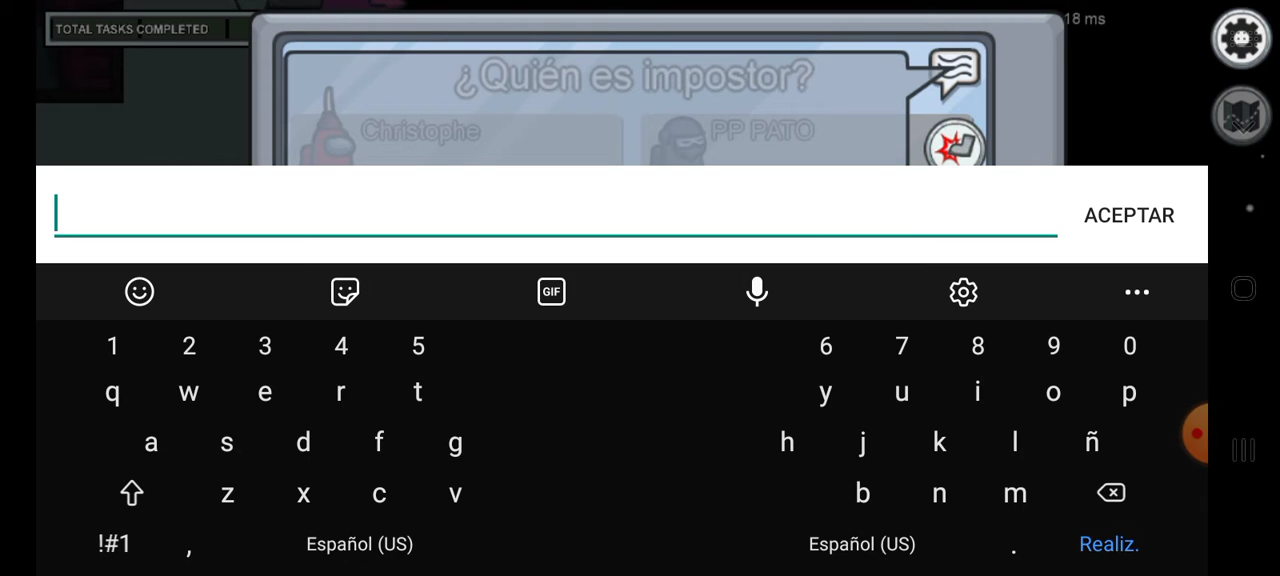 TOTAL TASKS COMPLETED
18 ms
¿Quién es impostor?
Christophe PP PATO
ACEPTAR
GIF
1 2 3 4 5 6 7 8 9 0
q w e r t y u i o p
a s d f g h j k l ñ
z x c v b n m
!#1 , Español (US) Español (US) . Realiz.